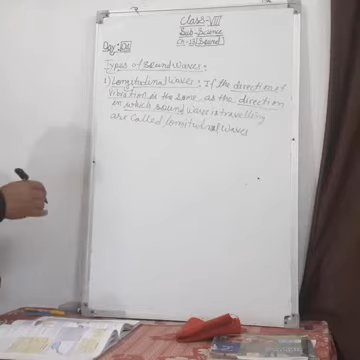 Class-VIII
Sub-Science
Ch-13 Sound
Day:
Types of sound waves:
1) Longitudinal Waves: If the direction of
vibration is the same as the direction
in which sound wave is travelling
are called longitudinal waves